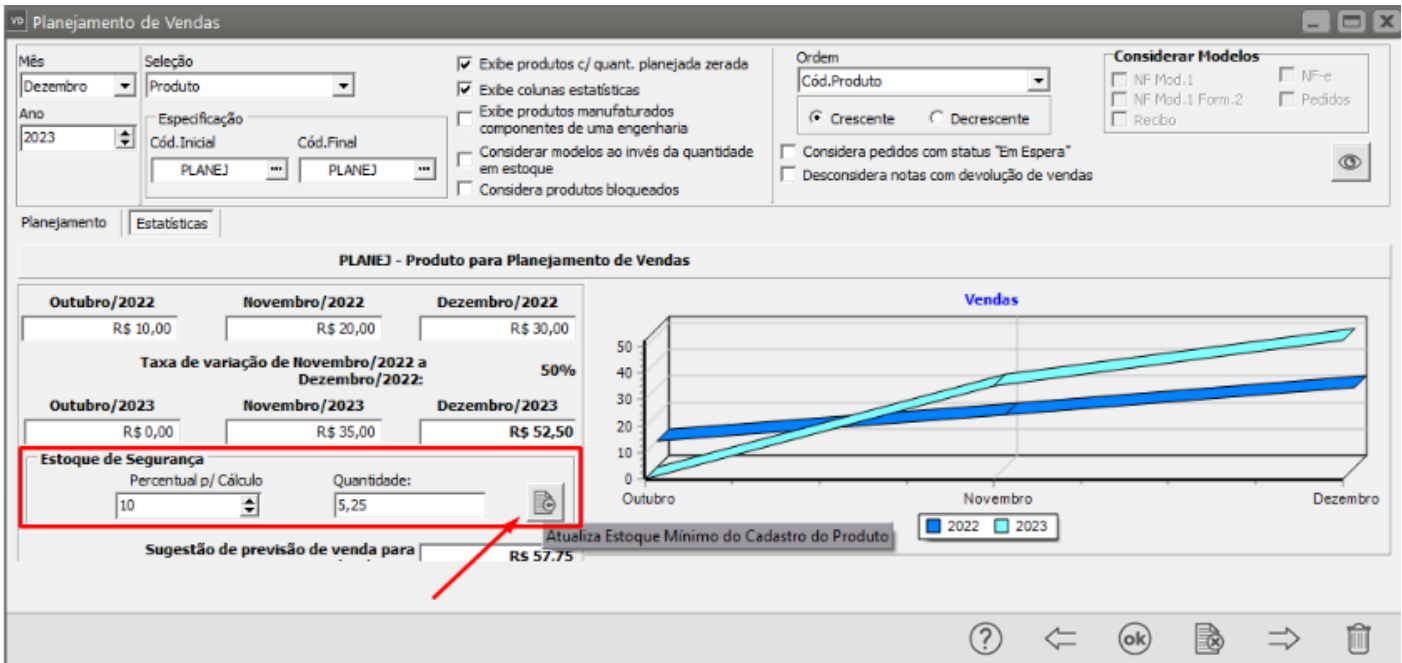 VD Planejamento de Vendas
Mês
Dezembro
Ano
2023
Seleção
Produto
Especificação
Cód.Inicial Cód.Final
PLANEJ ... PLANEJ ...
Exibe produtos c/ quant. planejada zerada
Exibe colunas estatísticas
Exibe produtos manufaturados
componentes de uma engenharia
Considerar modelos ao invés da quantidade
em estoque
Considera produtos bloqueados
Ordem
Cód.Produto
Crescente Decrescente
Considera pedidos com status "Em Espera"
Desconsidera notas com devolução de vendas
Considerar Modelos
NF Mod.1 NF-e
NF Mod.1 Form.2 Pedidos
Recibo
Planejamento Estatísticas
PLANEJ - Produto para Planejamento de Vendas
Outubro/2022 Novembro/2022 Dezembro/2022
R$ 10,00 R$ 20,00 R$ 30,00
Taxa de variação de Novembro/2022 a
Dezembro/2022:
50%
Outubro/2023 Novembro/2023 Dezembro/2023
R$ 0,00 R$ 35,00 R$ 52,50
Estoque de Segurança
Percentual p/ Cálculo Quantidade:
10 5,25
Atualiza Estoque Mínimo do Cadastro do Produto
Sugestão de previsão de venda para
R$ 57,75
Vendas
50
40
30
20
10
0
Outubro Novembro Dezembro
2022 2023
? ok